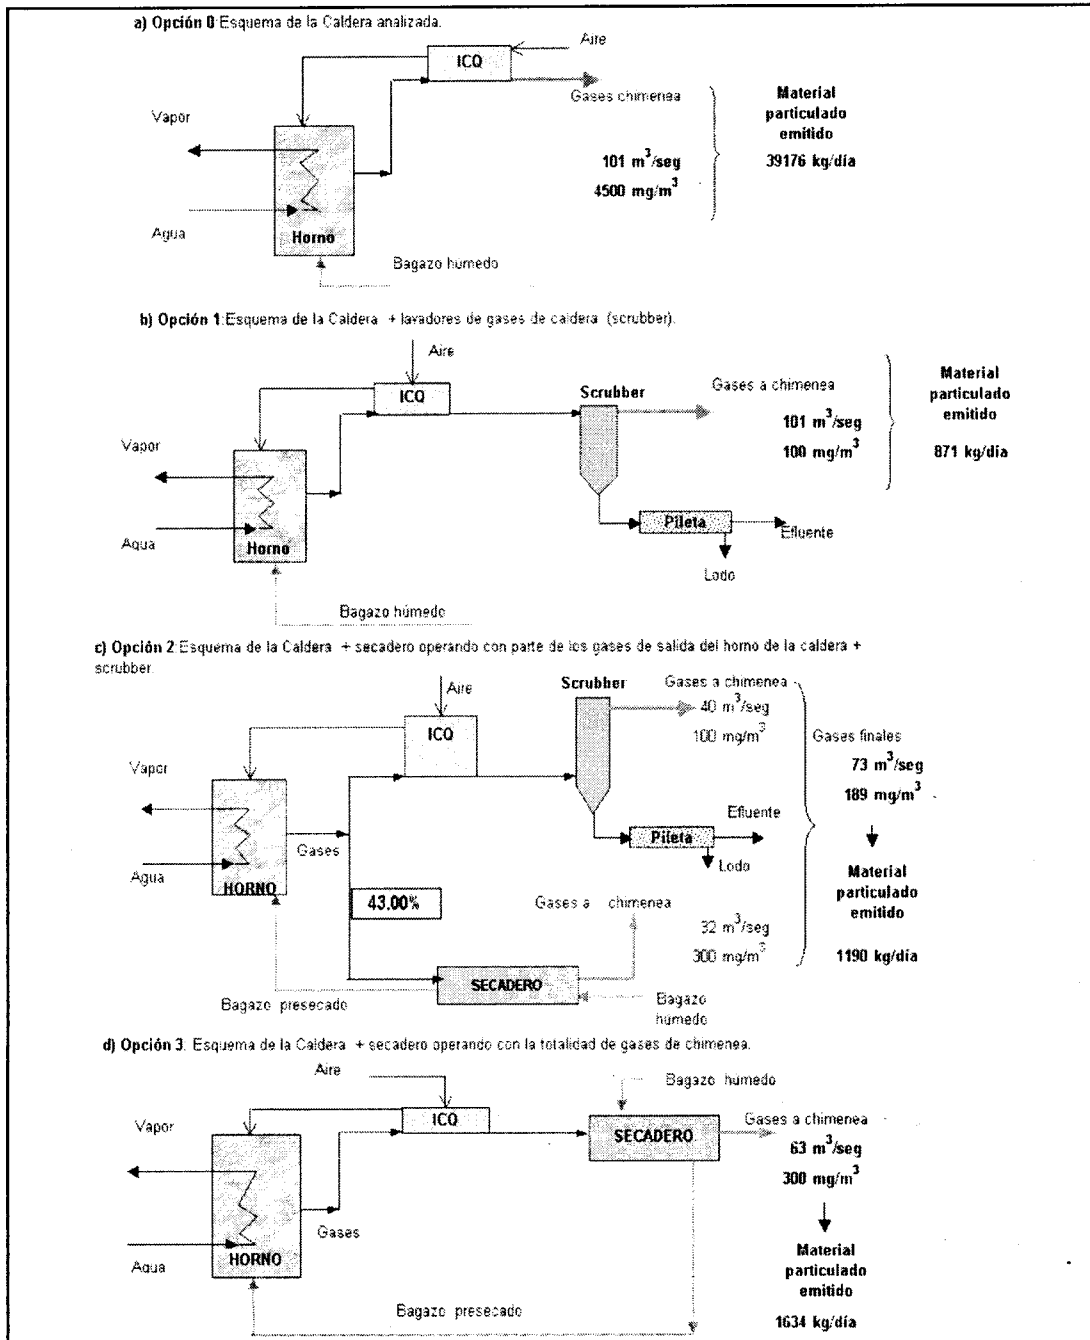 a) Opción 0: Esquema de la Caldera analizada.
Aire
ICQ
Gases chimenea
Vapor
Material
particulado
emitido
101 m³/seg
39176 kg/día
4500 mg/m³
Agua
Horno
Bagazo húmedo
b) Opción 1: Esquema de la Caldera + lavadores de gases de caldera (scrubber).
Aire
ICQ
Scrubber
Gases a chimenea
Material
particulado
emitido
101 m³/seg
100 mg/m³
871 kg/día
Vapor
Pileta
Efluente
Agua
Horno
Lodo
Bagazo húmedo
c) Opción 2: Esquema de la Caldera + secadero operando con parte de los gases de salida del horno de la caldera +
scrubber.
Aire
Scrubber
Gases a chimenea
40 m³/seg
100 mg/m³
ICQ
Gases finales
73 m³/seg
189 mg/m³
Vapor
Efluente
Pileta
Gases
Lodo
Agua
HORNO
Material
particulado
emitido
43.00%
Gases a chimenea
32 m³/seg
300 mg/m³
1190 kg/día
SECADERO
Bagazo presecado
Bagazo
húmedo
d) Opción 3: Esquema de la Caldera + secadero operando con la totalidad de gases de chimenea.
Aire
Bagazo húmedo
ICQ
Vapor
SECADERO
Gases a chimenea
63 m³/seg
300 mg/m³
Gases
Agua
HORNO
Material
particulado
emitido
Bagazo presecado
1634 kg/día